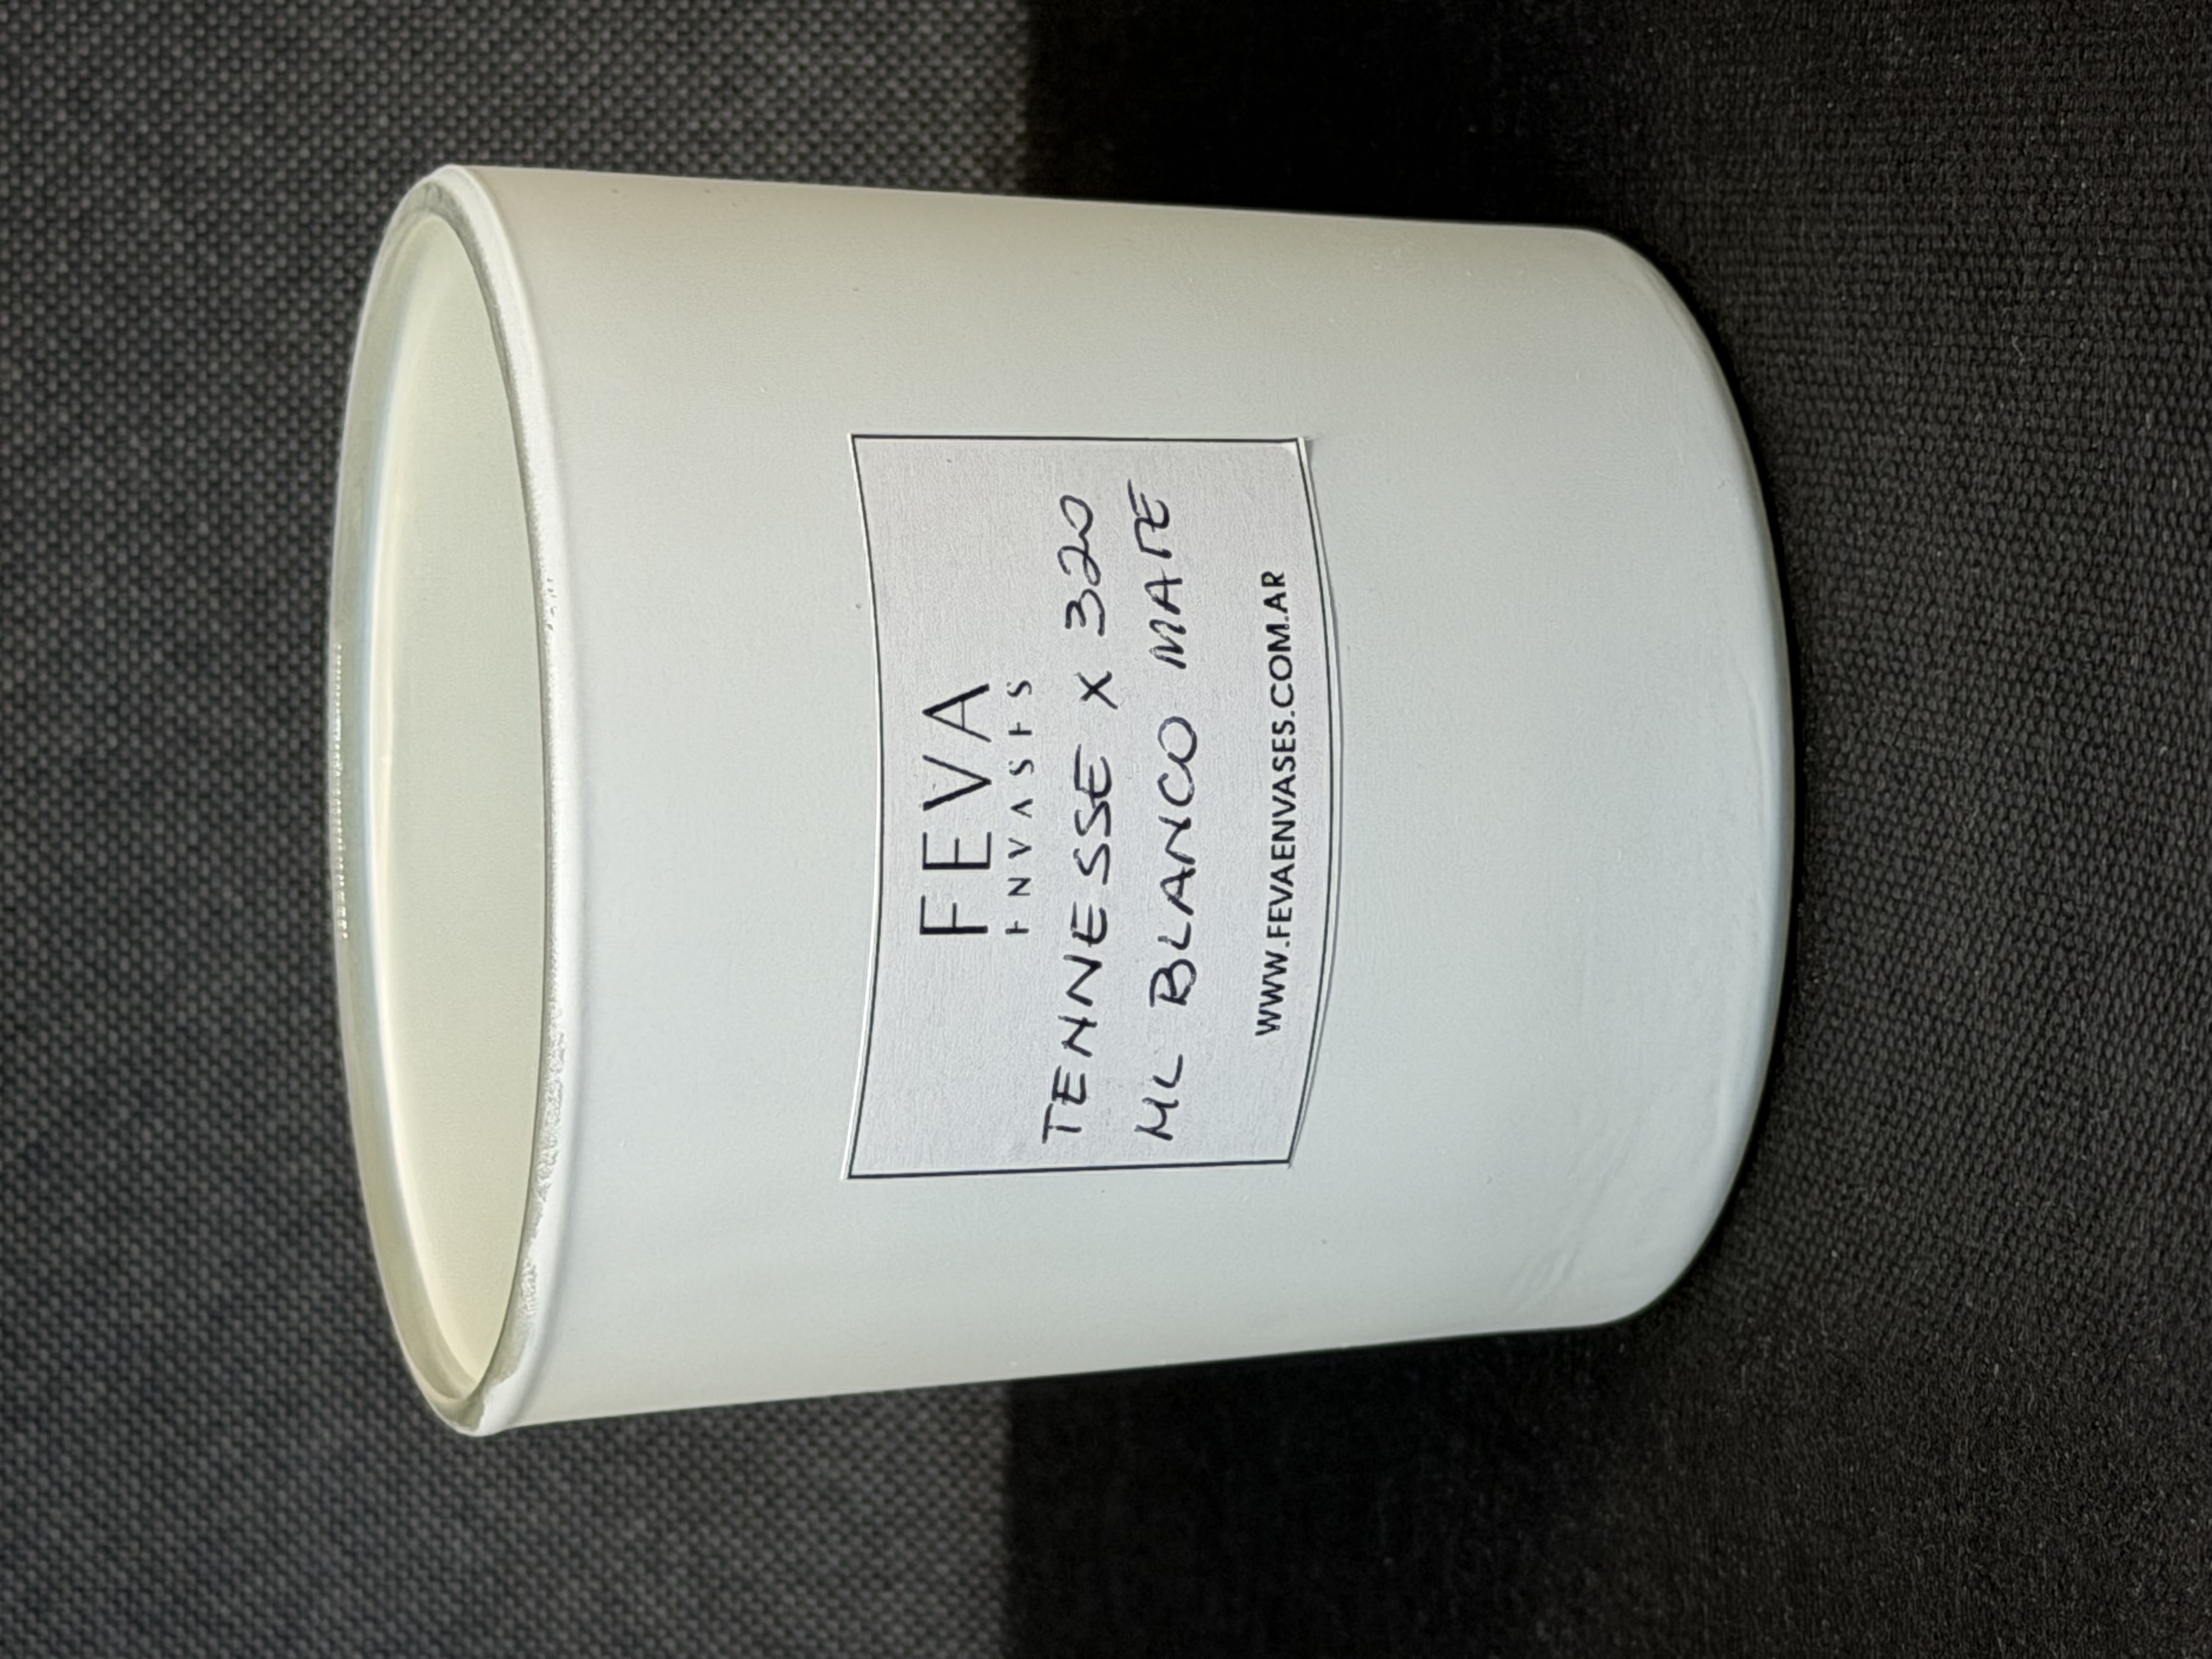 FEVA
ENVASES
TENNESSE X 320
ML BLANCO MATE
WWW.FEVAENVASES.COM.AR